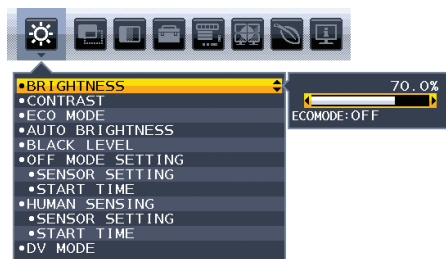 •BRIGHTNESS
•CONTRAST
•ECO MODE
•AUTO BRIGHTNESS
•BLACK LEVEL
•OFF MODE SETTING
•SENSOR SETTING
•START TIME
•HUMAN SENSING
•SENSOR SETTING
•START TIME
•DV MODE
70.0%
ECOMODE:OFF